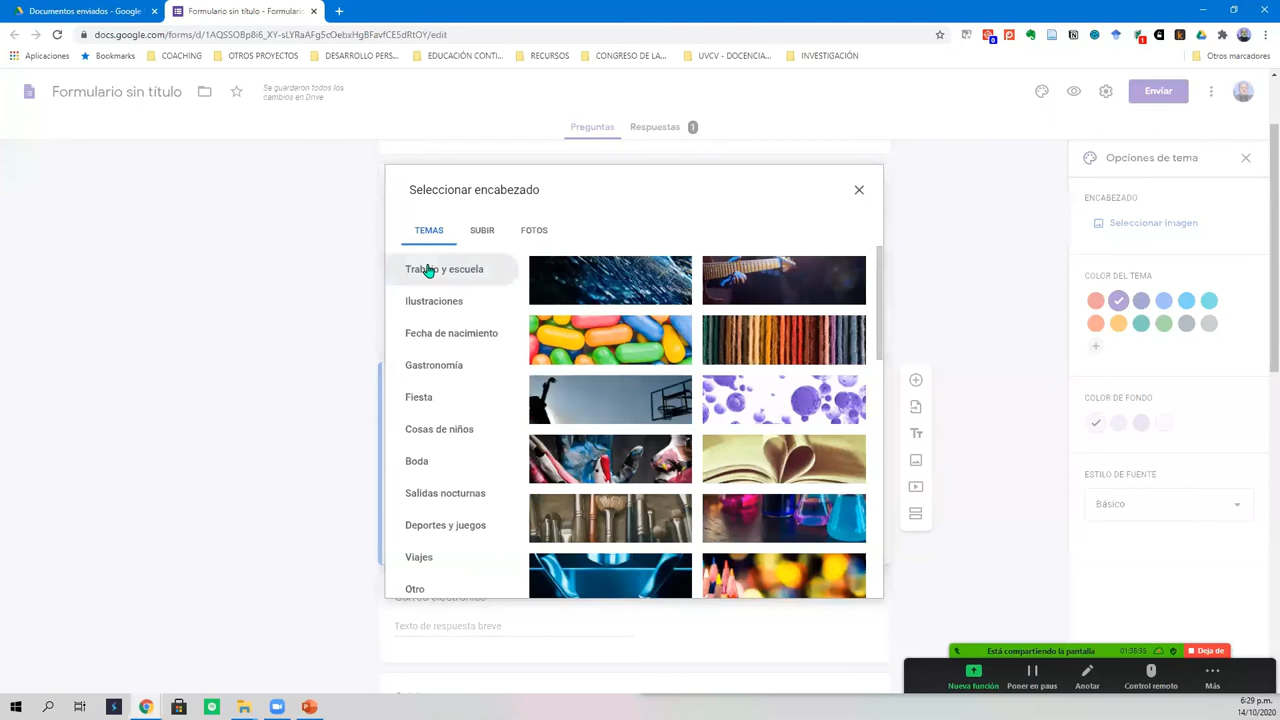 Documentos enviados - Google
Formulario sin título - Formulario
docs.google.com/forms/d/1AQSSOBp8i6_XY-sLYRaAFg5cOebxHgBFavfCE5dRtOY/edit
Aplicaciones
Bookmarks
COACHING
OTROS PROYECTOS
DESARROLLO PERS...
EDUCACIÓN CONTI...
RECURSOS
CONGRESO DE LA...
UVCV - DOCENCIA...
INVESTIGACIÓN
Otros marcadores
Formulario sin título
Se guardaron todos los
cambios en Drive
Enviar
Preguntas
Respuestas 1
Seleccionar encabezado
TEMAS
SUBIR
FOTOS
Trabajo y escuela
Ilustraciones
Fecha de nacimiento
Gastronomía
Fiesta
Cosas de niños
Boda
Salidas nocturnas
Deportes y juegos
Viajes
Otro
Texto de respuesta breve
Opciones de tema
ENCABEZADO
Seleccionar imagen
COLOR DEL TEMA
COLOR DE FONDO
ESTILO DE FUENTE
Básico
Está compartiendo la pantalla
01:38:35
Deja de
Nueva función
Poner en paus
Anotar
Control remoto
Más
6:29 p.m.
14/10/2020